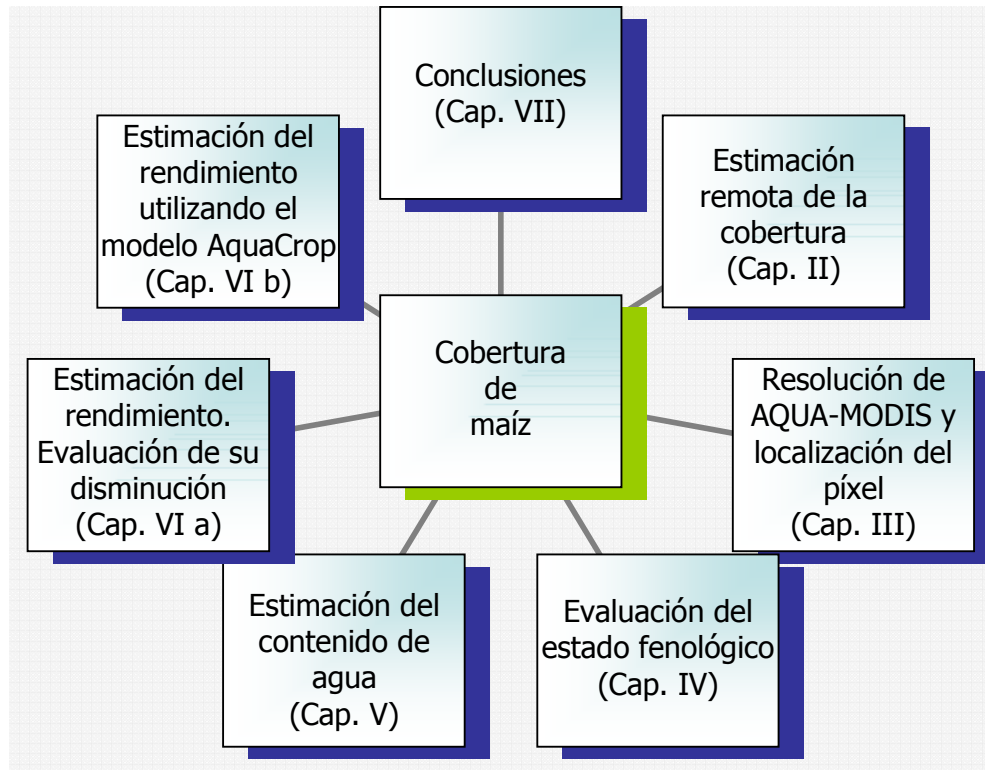 Conclusiones
(Cap. VII)
Estimación del
rendimiento
utilizando el
modelo AquaCrop
(Cap. VI b)
Estimación
remota de la
cobertura
(Cap. II)
Cobertura
de
maíz
Estimación del
rendimiento.
Evaluación de su
disminución
(Cap. VI a)
Resolución de
AQUA-MODIS y
localización del
píxel
(Cap. III)
Estimación del
contenido de
agua
(Cap. V)
Evaluación del
estado fenológico
(Cap. IV)